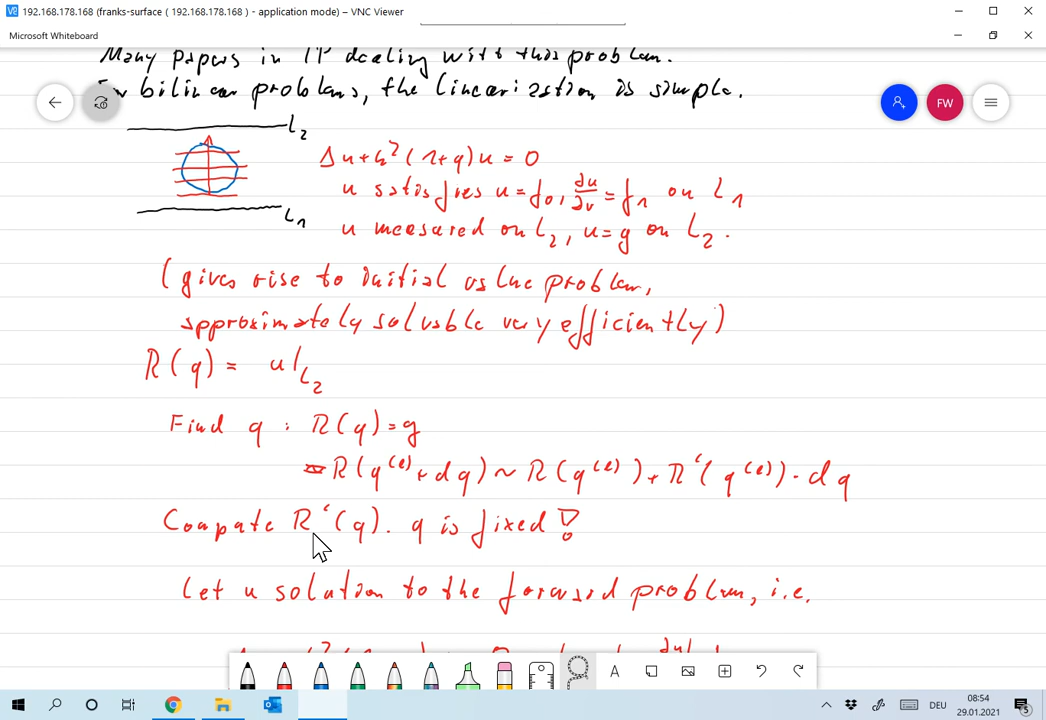 192.168.178.168 (franks-surface ( 192.168.178.168 ) - application mode) – VNC Viewer
Microsoft Whiteboard
Many papers in IP dealing with this problem.
For bilinear problems, the linearization is simple.
L₂
Δu+k²(1+q)u = 0
u satisfies u=f₀, ∂u/∂ν = f₁ on L₁
L₁
u measured on L₂, u=g on L₂.
(gives rise to initial value problem,
approximately solvable very efficiently)
R(q) = u|L₂
Find q : R(q)=g
R(q^(l)+dq) ~ R(q^(l)) + R'(q^(l)) · dq
Compute R'(q). q is fixed!
Let u solution to the forward problem, i.e.
FW
A
DEU
08:54
29.01.2021
5